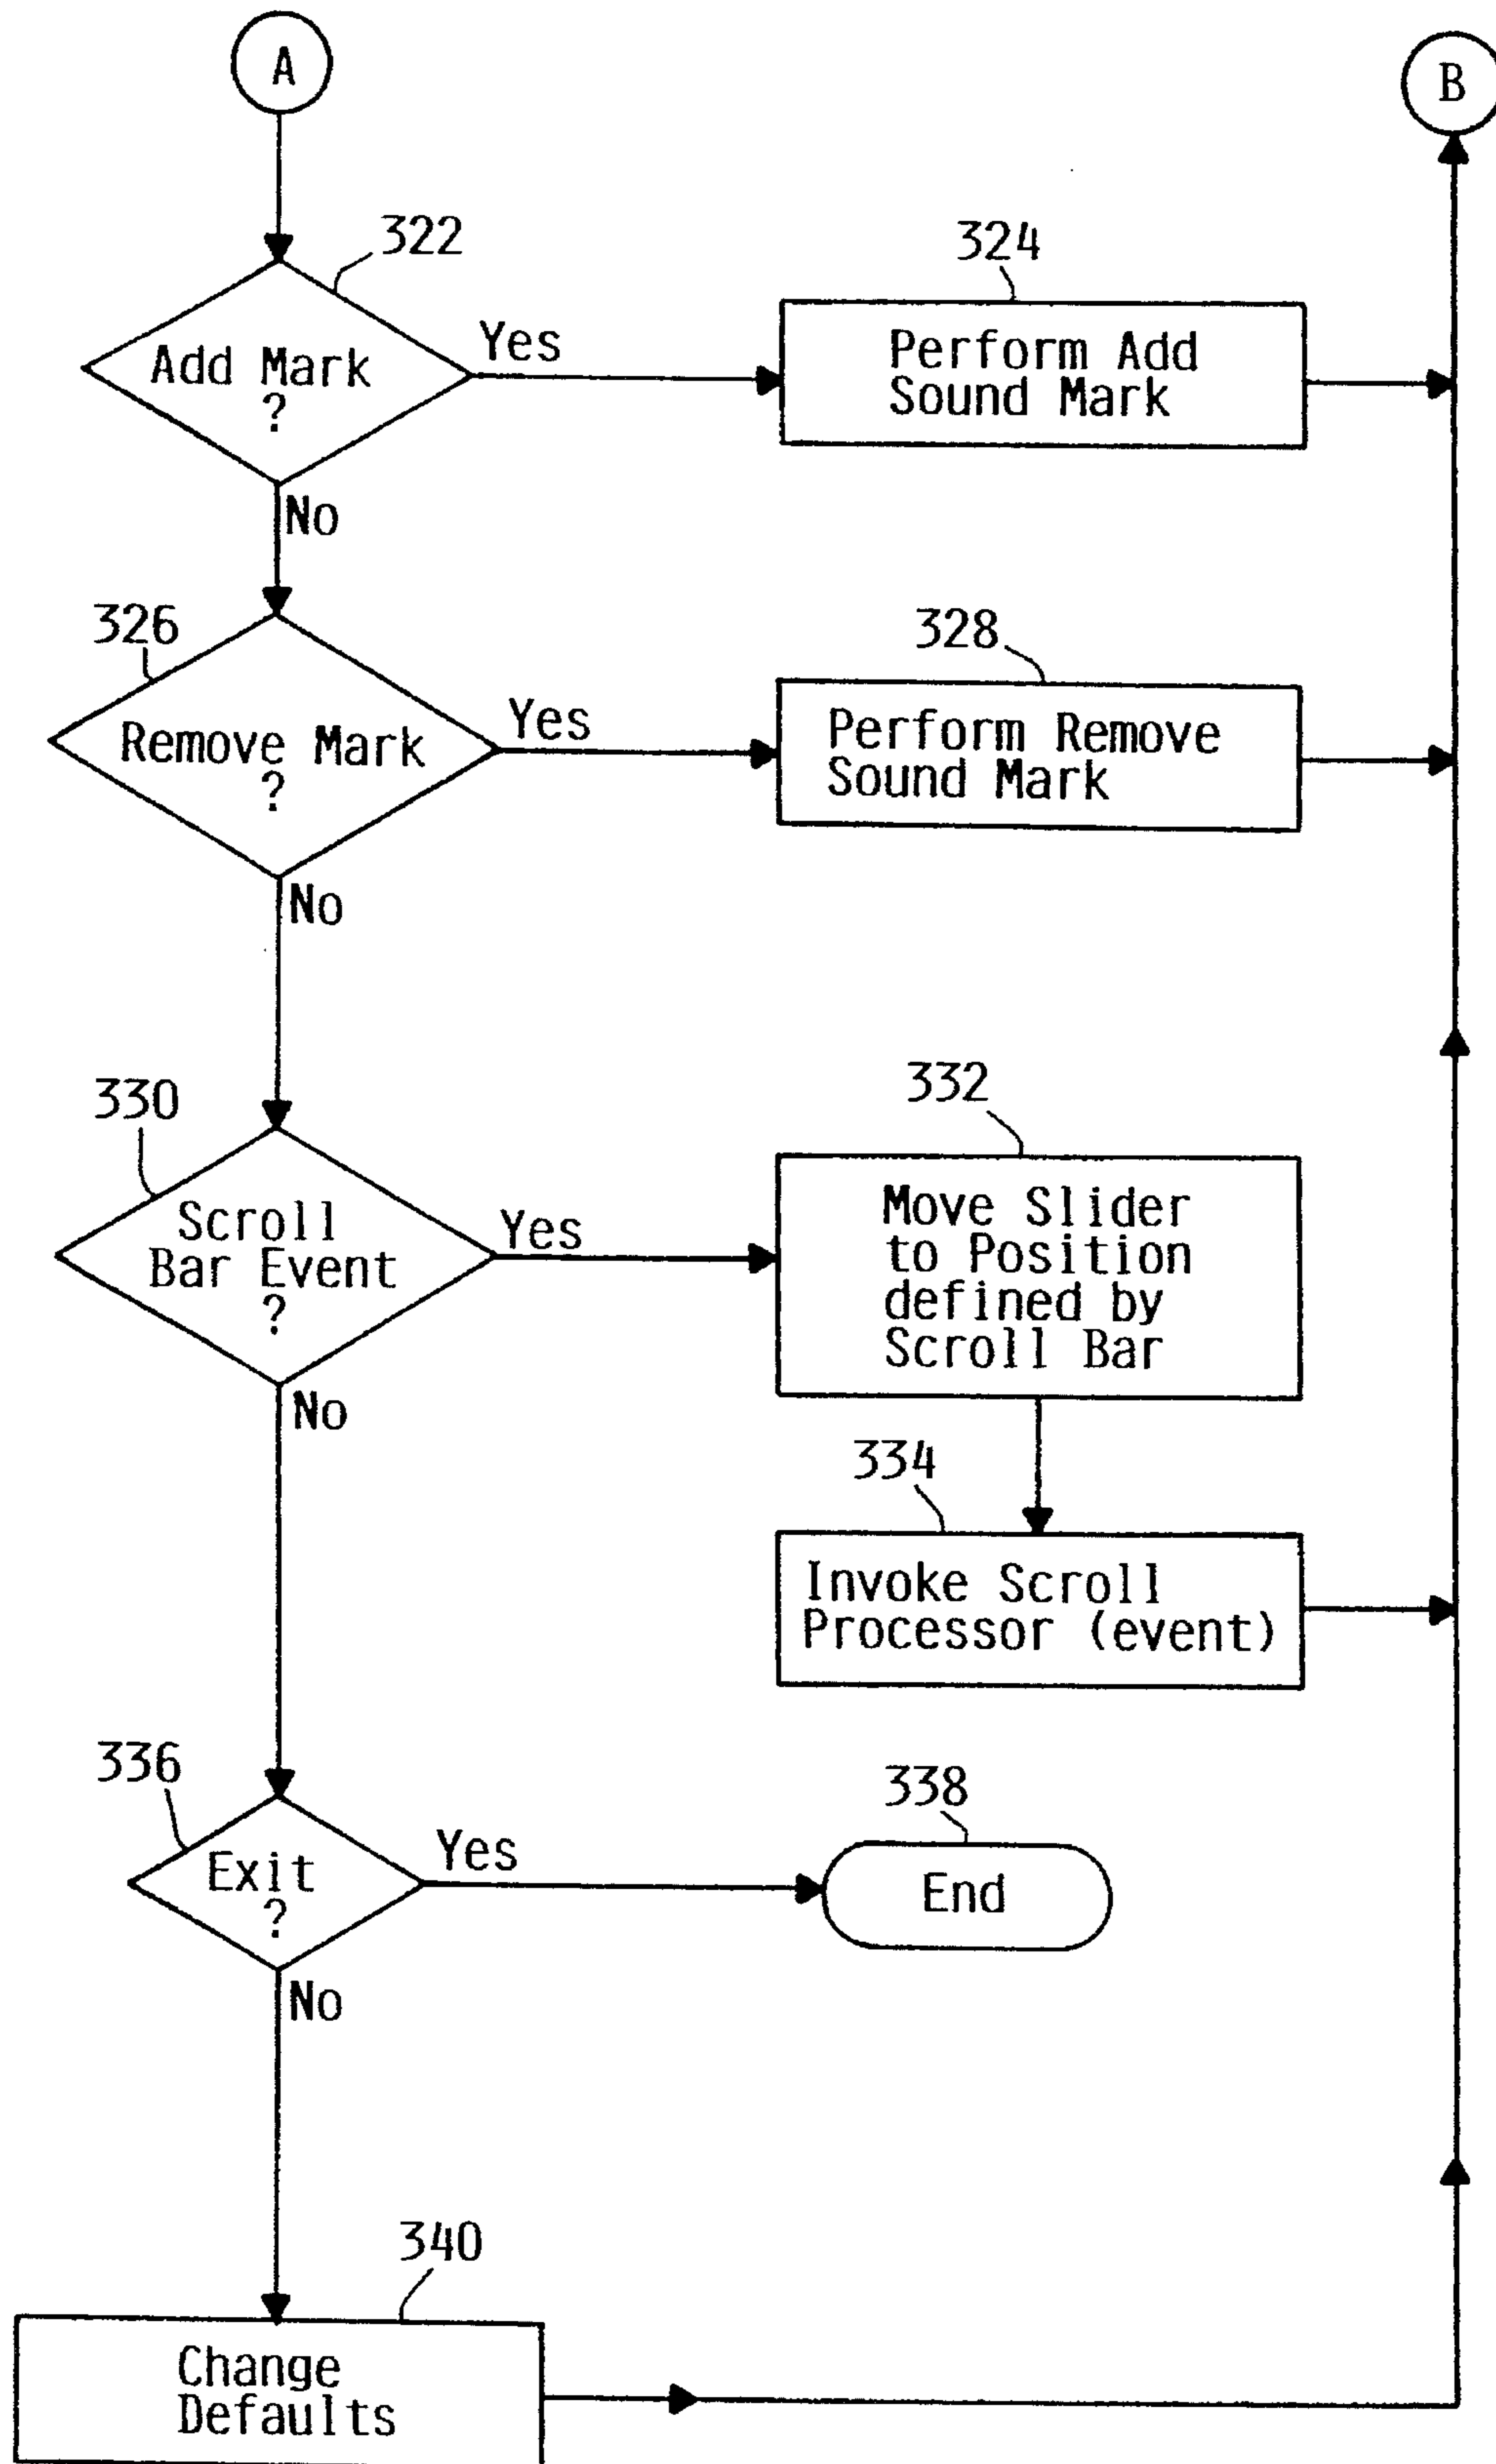 A
B
322
Add Mark
?
Yes
324
Perform Add
Sound Mark
No
326
Remove Mark
?
Yes
328
Perform Remove
Sound Mark
No
330
Scroll
Bar Event
?
Yes
332
Move Slider
to Position
defined by
Scroll Bar
334
Invoke Scroll
Processor (event)
No
336
Exit
?
Yes
338
End
No
340
Change
Defaults